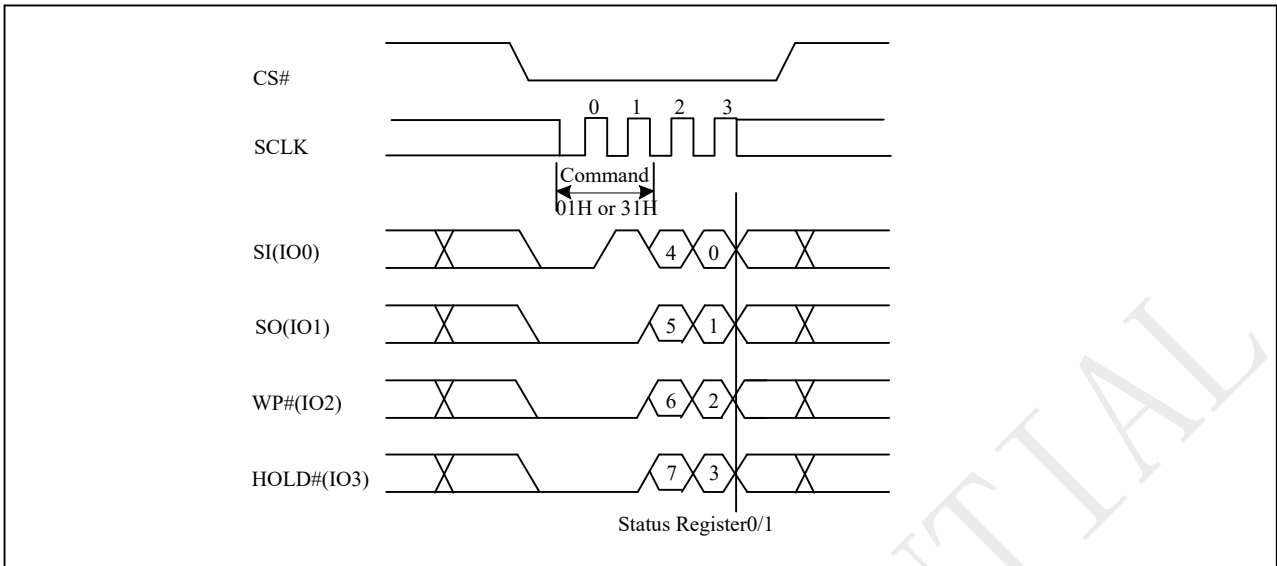 CS#
0 1 2 3
SCLK
Command
01H or 31H
SI(IO0)
4 0
SO(IO1)
5 1
WP#(IO2)
6 2
HOLD#(IO3)
7 3
Status Register0/1
NTIAL